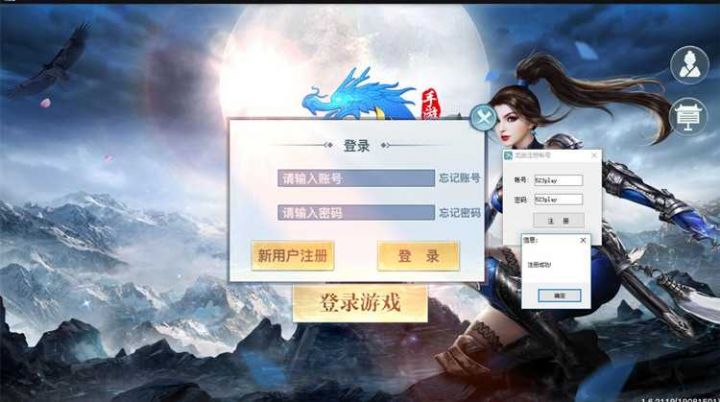 手游
登录
请输入账号
忘记账号
请输入密码
忘记密码
新用户注册
登 录
登录游戏
账号:
523play
密码:
523play
注 册
信息:
注册成功!
确定